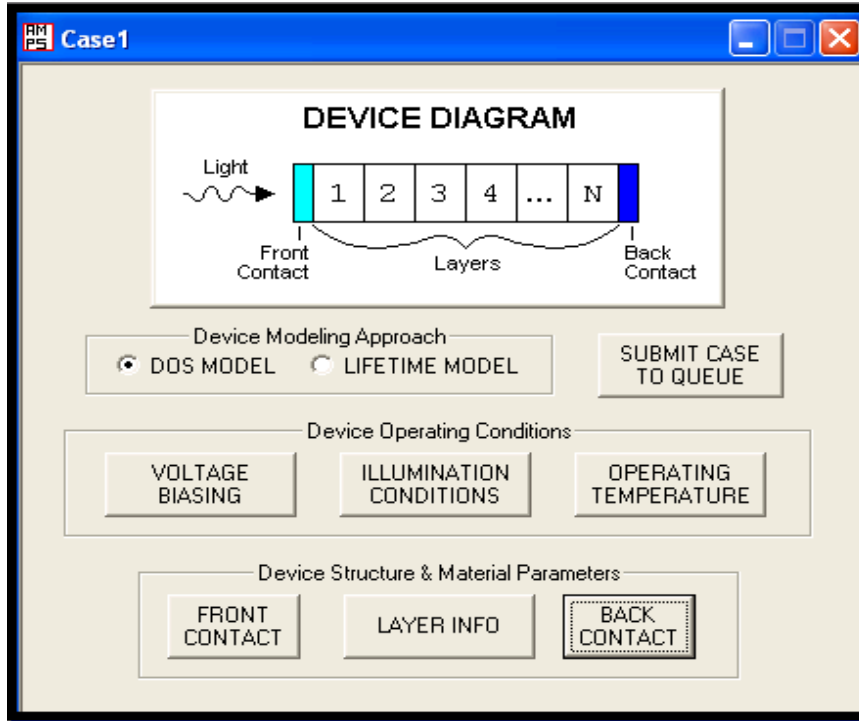 AM
PS
Case1
DEVICE DIAGRAM
Light
1 2 3 4 ... N
Front
Contact
Layers
Back
Contact
Device Modeling Approach
DOS MODEL
LIFETIME MODEL
SUBMIT CASE
TO QUEUE
Device Operating Conditions
VOLTAGE
BIASING
ILLUMINATION
CONDITIONS
OPERATING
TEMPERATURE
Device Structure & Material Parameters
FRONT
CONTACT
LAYER INFO
BACK
CONTACT